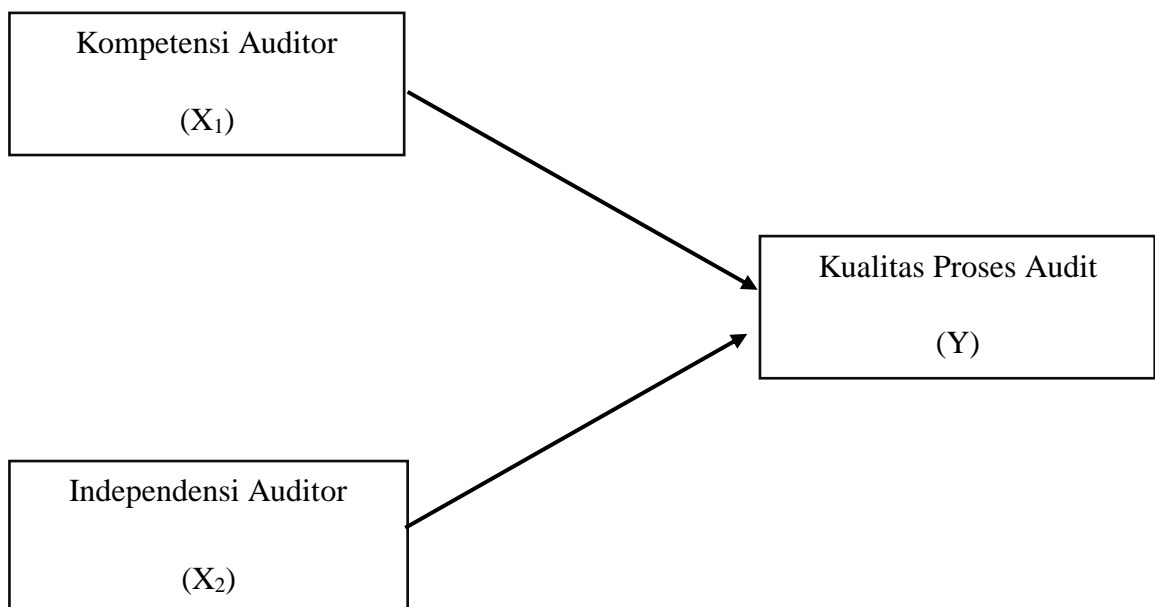 Kompetensi Auditor
(X₁)
Kualitas Proses Audit
(Y)
Independensi Auditor
(X₂)